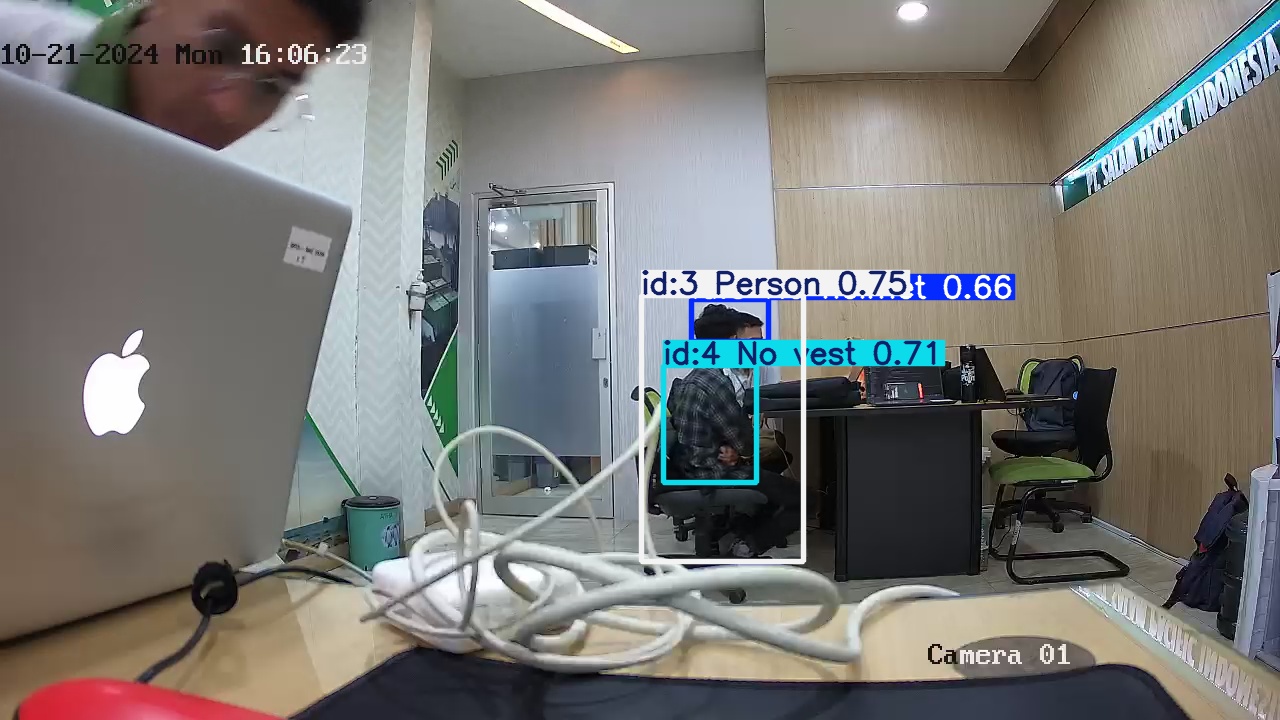 10-21-2024 Mon 16:06:23
PT. SALAM PACIFIC INDONESIA
id:3 Person 0.75
0.66
id:4 No vest 0.71
Camera 01